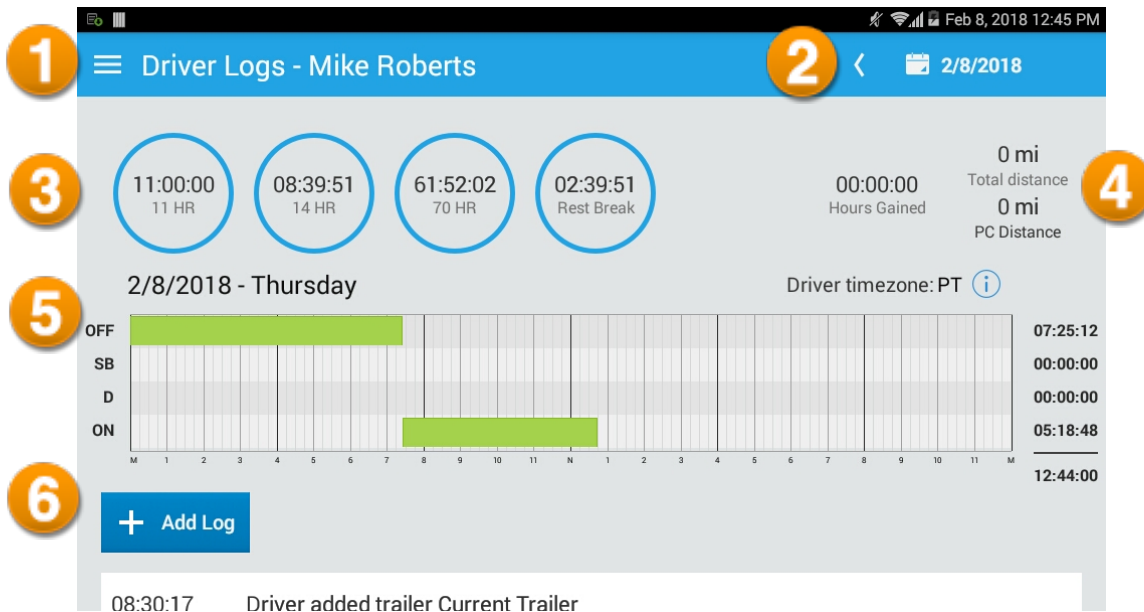 Feb 8, 2018 12:45 PM
1
Driver Logs - Mike Roberts
2
2/8/2018
3
11:00:00
11 HR
08:39:51
14 HR
61:52:02
70 HR
02:39:51
Rest Break
00:00:00
Hours Gained
0 mi
Total distance
0 mi
PC Distance
4
5
2/8/2018 - Thursday
Driver timezone: PT i
OFF 07:25:12
SB 00:00:00
D 00:00:00
ON 05:18:48
M 1 2 3 4 5 6 7 8 9 10 11 N 1 2 3 4 5 6 7 8 9 10 11 M
12:44:00
6
+ Add Log
08:30:17 Driver added trailer Current Trailer